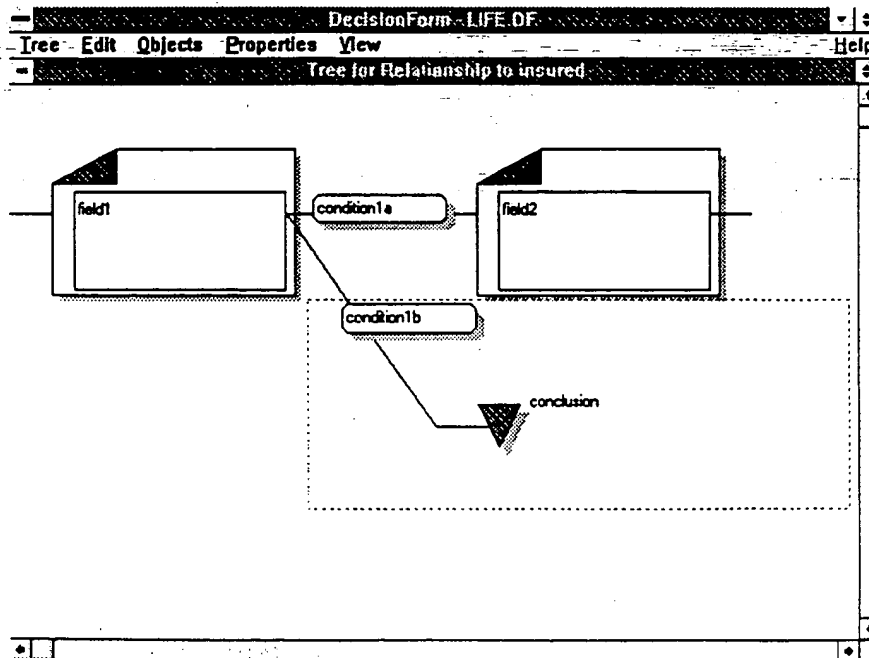 DecisionForm - LIFE.DF
Tree Edit Objects Properties View Help
Tree for Relationship to insured
field1
condition1a
field2
condition1b
conclusion